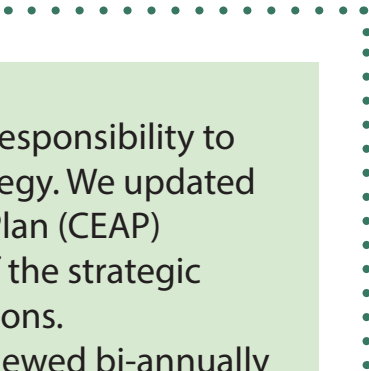 esponsibility to
egy. We updated
lan (CEAP)
the strategic
ons.
ewed bi-annually